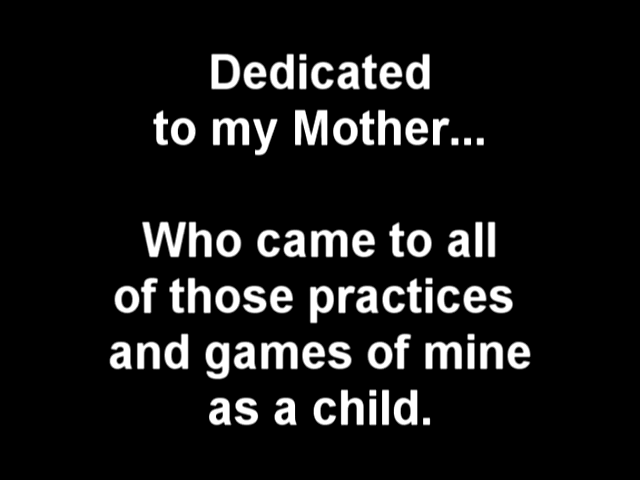 Dedicated
to my Mother...
Who came to all
of those practices
and games of mine
as a child.